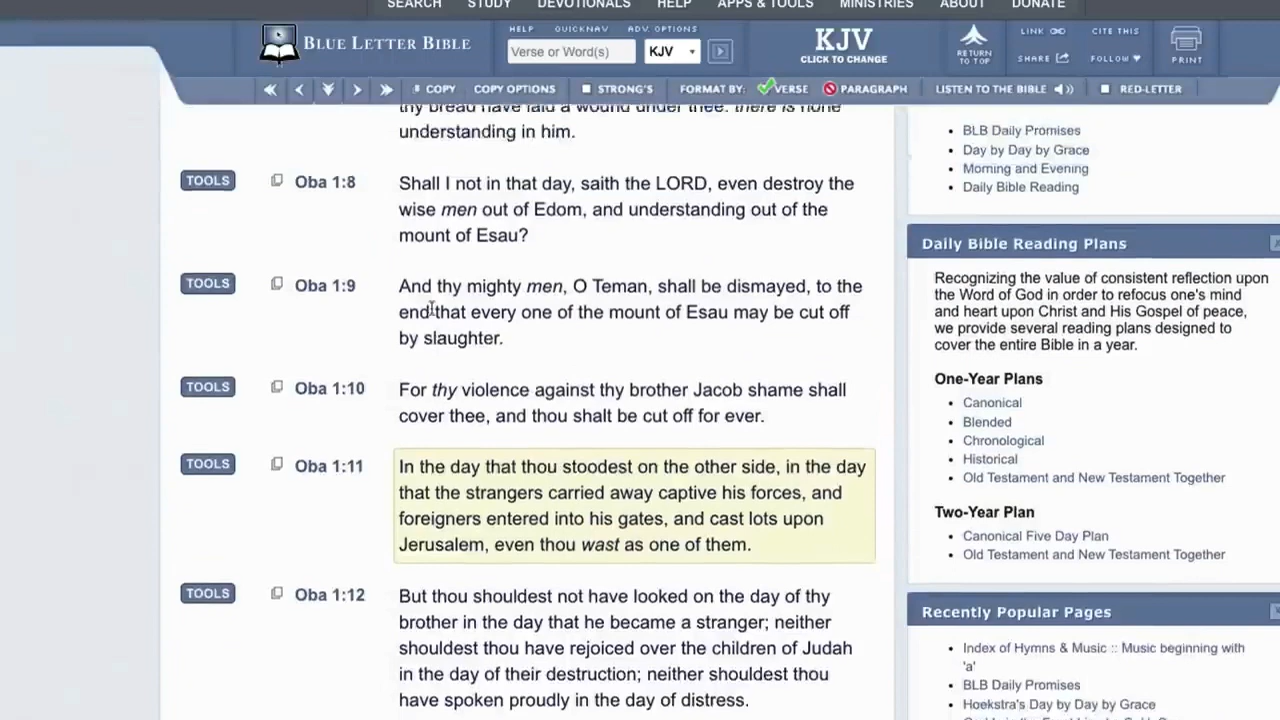 SEARCH STUDY DEVOTIONALS HELP APPS & TOOLS MINISTRIES ABOUT DONATE
BLUE LETTER BIBLE
HELP QUICKNAV ADV. OPTIONS
Verse or Word(s) KJV
KJV
CLICK TO CHANGE
RETURN
TO TOP
LINK CITE THIS
SHARE FOLLOW
PRINT
COPY COPY OPTIONS STRONG'S FORMAT BY: VERSE PARAGRAPH LISTEN TO THE BIBLE RED-LETTER
thy bread have laid a wound under thee: there is none
understanding in him.
TOOLS Oba 1:8 Shall I not in that day, saith the LORD, even destroy the
wise men out of Edom, and understanding out of the
mount of Esau?
TOOLS Oba 1:9 And thy mighty men, O Teman, shall be dismayed, to the
end that every one of the mount of Esau may be cut off
by slaughter.
TOOLS Oba 1:10 For thy violence against thy brother Jacob shame shall
cover thee, and thou shalt be cut off for ever.
TOOLS Oba 1:11 In the day that thou stoodest on the other side, in the day
that the strangers carried away captive his forces, and
foreigners entered into his gates, and cast lots upon
Jerusalem, even thou wast as one of them.
TOOLS Oba 1:12 But thou shouldest not have looked on the day of thy
brother in the day that he became a stranger; neither
shouldest thou have rejoiced over the children of Judah
in the day of their destruction; neither shouldest thou
have spoken proudly in the day of distress.
BLB Daily Promises
Day by Day by Grace
Morning and Evening
Daily Bible Reading
Daily Bible Reading Plans
Recognizing the value of consistent reflection upon
the Word of God in order to refocus one's mind
and heart upon Christ and His Gospel of peace,
we provide several reading plans designed to
cover the entire Bible in a year.
One-Year Plans
Canonical
Blended
Chronological
Historical
Old Testament and New Testament Together
Two-Year Plan
Canonical Five Day Plan
Old Testament and New Testament Together
Recently Popular Pages
Index of Hymns & Music :: Music beginning with
'a'
BLB Daily Promises
Hoekstra's Day by Day by Grace